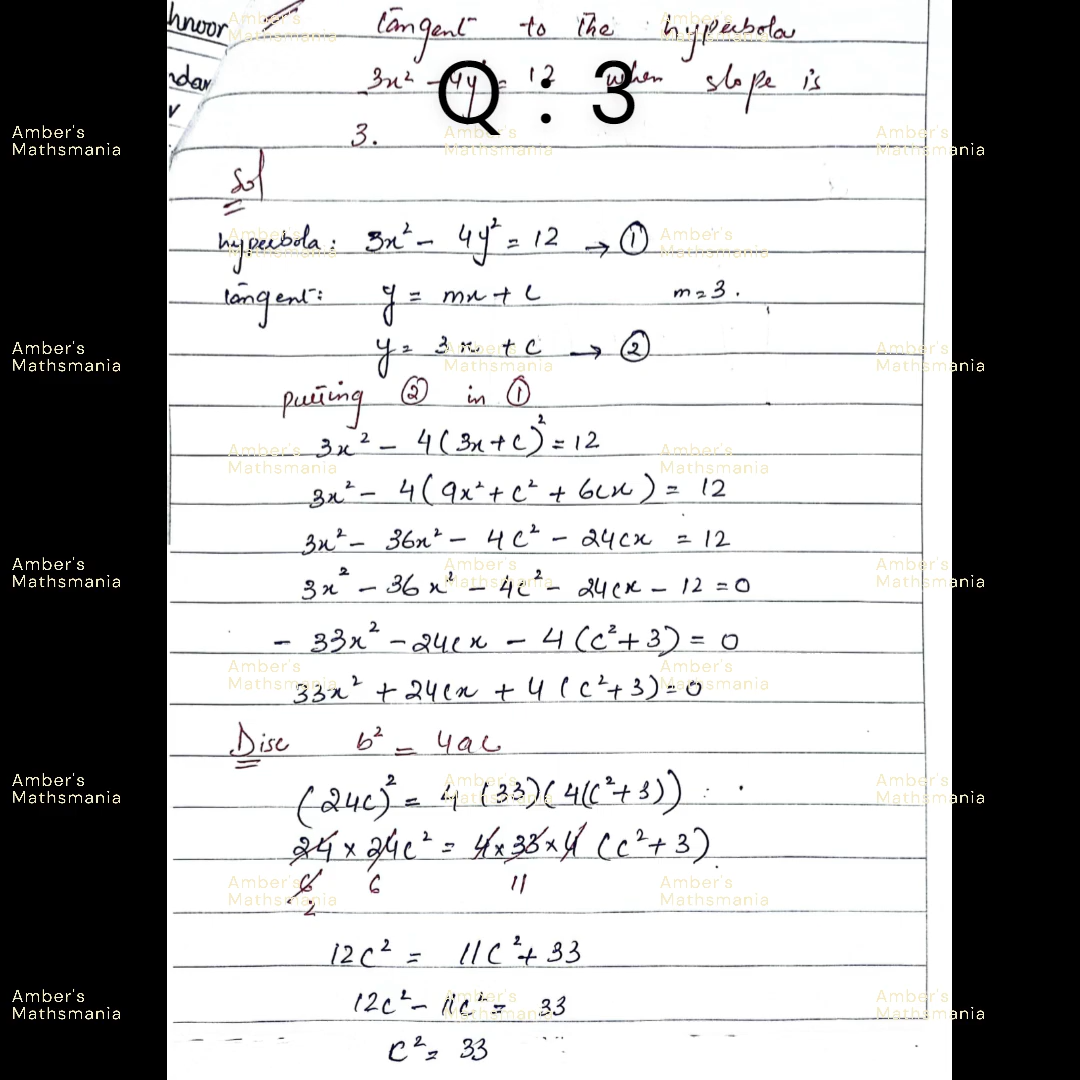 hnoor
tangent to the hyperbola
ndar
3x² - 4y² = 12 when slope is
Q : 3
v
3.
Sol
hyperbola: 3x² - 4y² = 12 → ①
tangent: y = mx + c m = 3.
y = 3x + c → ②
putting ② in ①
3x² - 4(3x+c)² = 12
3x² - 4(9x² + c² + 6cx) = 12
3x² - 36x² - 4c² - 24cx = 12
3x² - 36x² - 4c² - 24cx - 12 = 0
- 33x² - 24cx - 4(c²+3) = 0
33x² + 24cx + 4(c²+3) = 0
Disc b² = 4ac
(24c)² = 4(33)(4(c²+3))
24 × 24c² = 4×33×4 (c²+3)
6 6 11
2
12c² = 11c² + 33
12c² - 11c² = 33
c² = 33
Amber's
Mathsmania